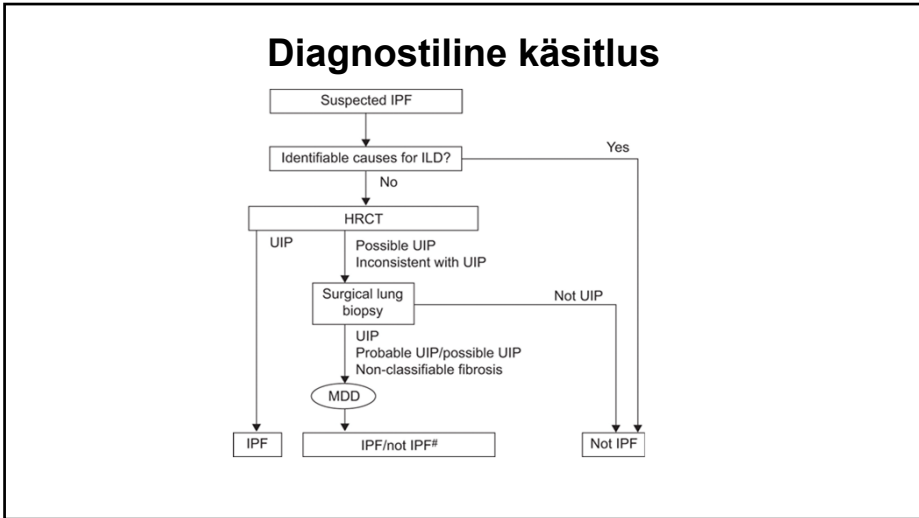 Diagnostiline käsitlus
Suspected IPF
Identifiable causes for ILD?
Yes
No
HRCT
UIP
Possible UIP
Inconsistent with UIP
Surgical lung
biopsy
Not UIP
UIP
Probable UIP/possible UIP
Non-classifiable fibrosis
MDD
IPF
IPF/not IPF#
Not IPF